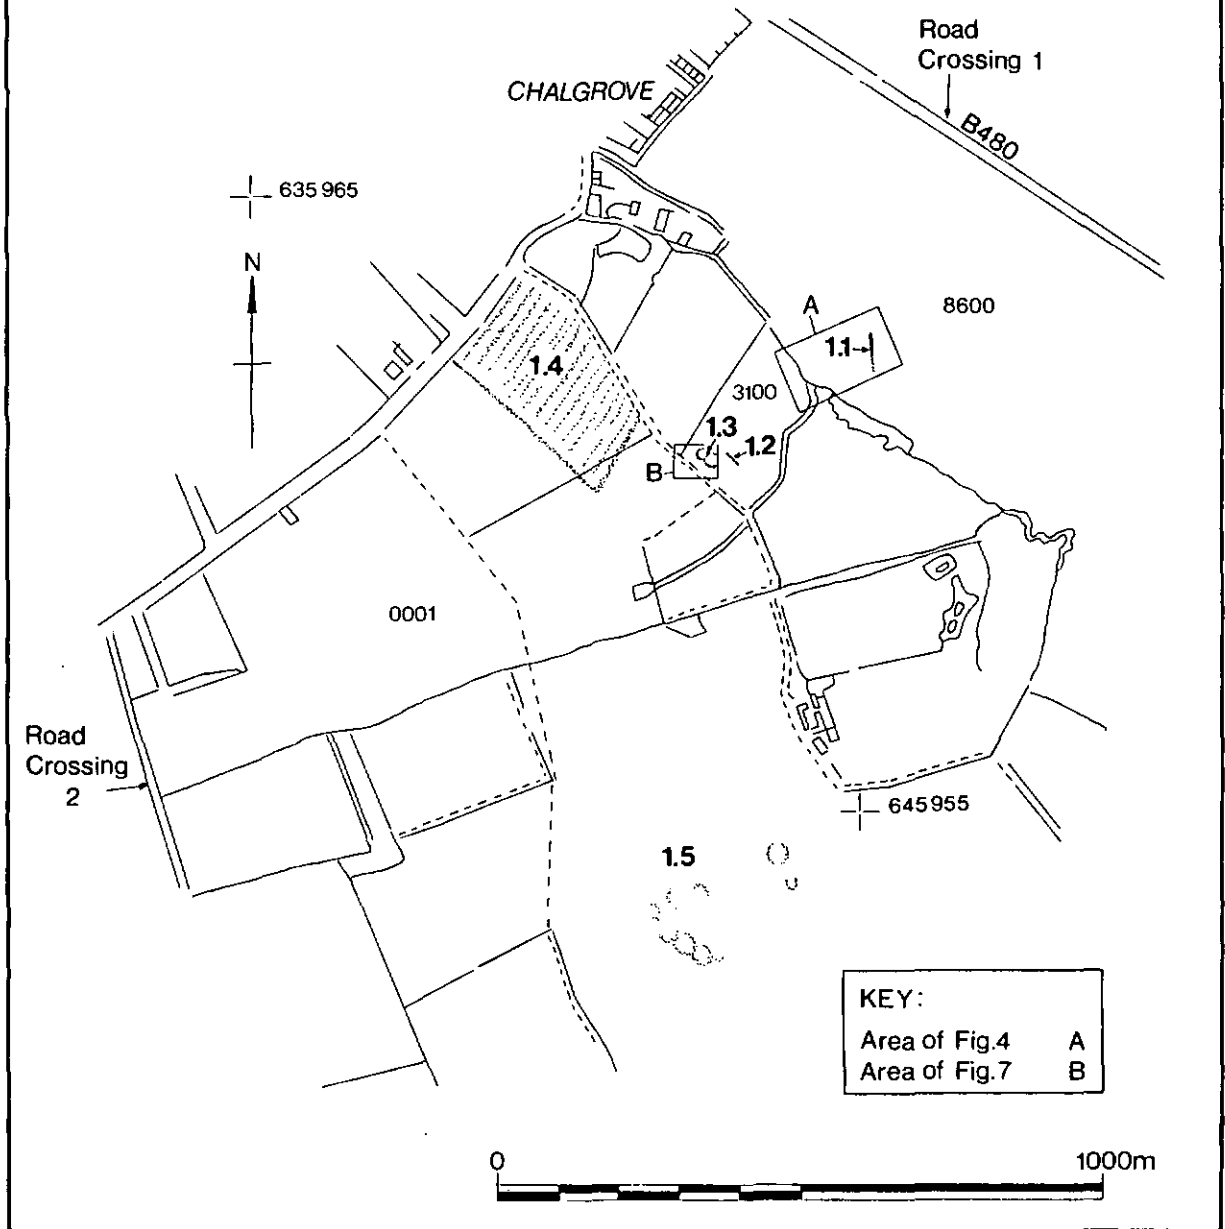 Road
Crossing 1
CHALGROVE
B480
635 965
N
A
8600
1.1
1.4
3100
1.3
1.2
B
0001
Road
Crossing
2
645 955
1.5
KEY:
Area of Fig.4 A
Area of Fig.7 B
0 1000m